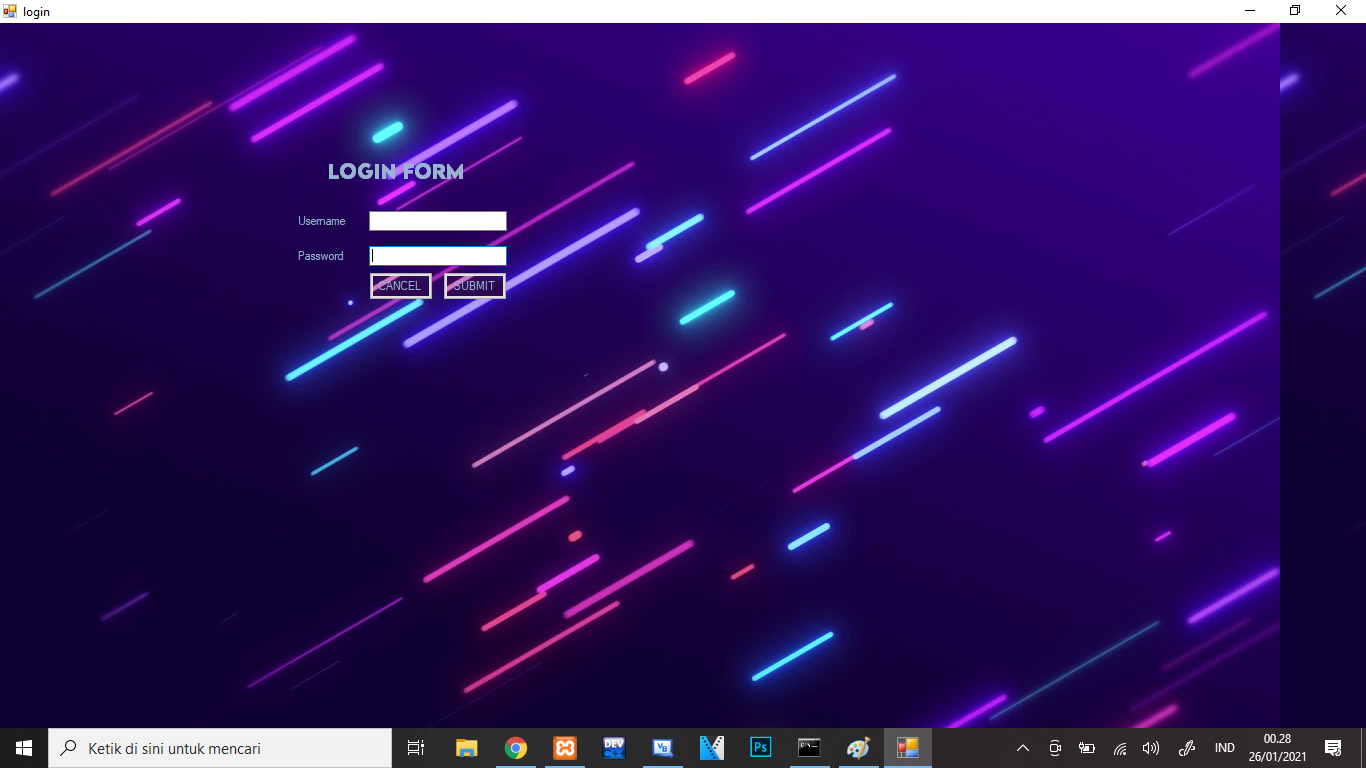 login
LOGIN FORM
Username
Password
CANCEL SUBMIT
Ketik di sini untuk mencari
DEV
VB
Ps
IND
00.28
26/01/2021